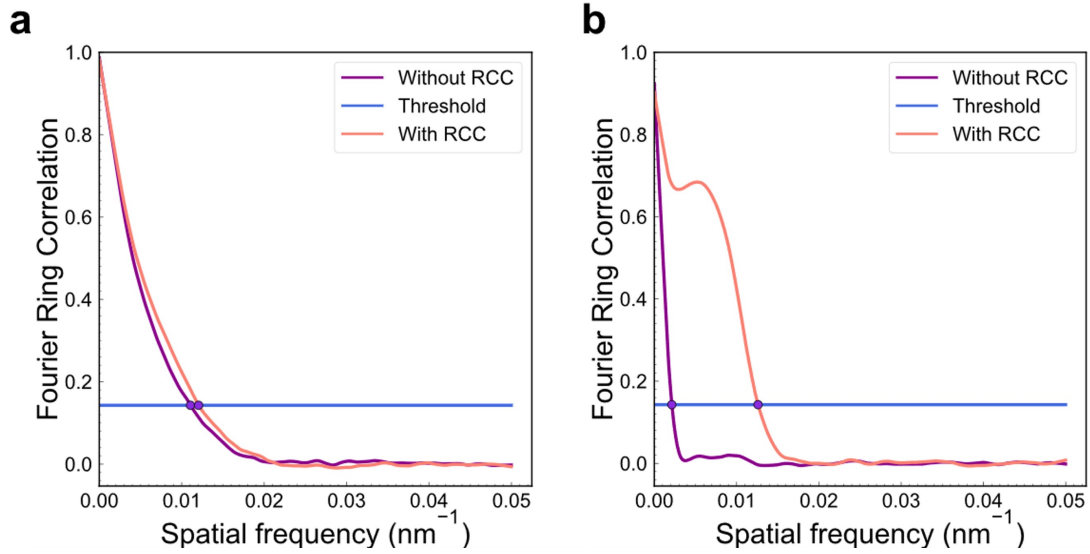 a
1.0
0.8
0.6
0.4
0.2
0.0
Fourier Ring Correlation
Without RCC
Threshold
With RCC
0.00 0.01 0.02 0.03 0.04 0.05
Spatial frequency (nm⁻¹)
b
1.0
0.8
0.6
0.4
0.2
0.0
Fourier Ring Correlation
Without RCC
Threshold
With RCC
0.00 0.01 0.02 0.03 0.04 0.05
Spatial frequency (nm⁻¹)